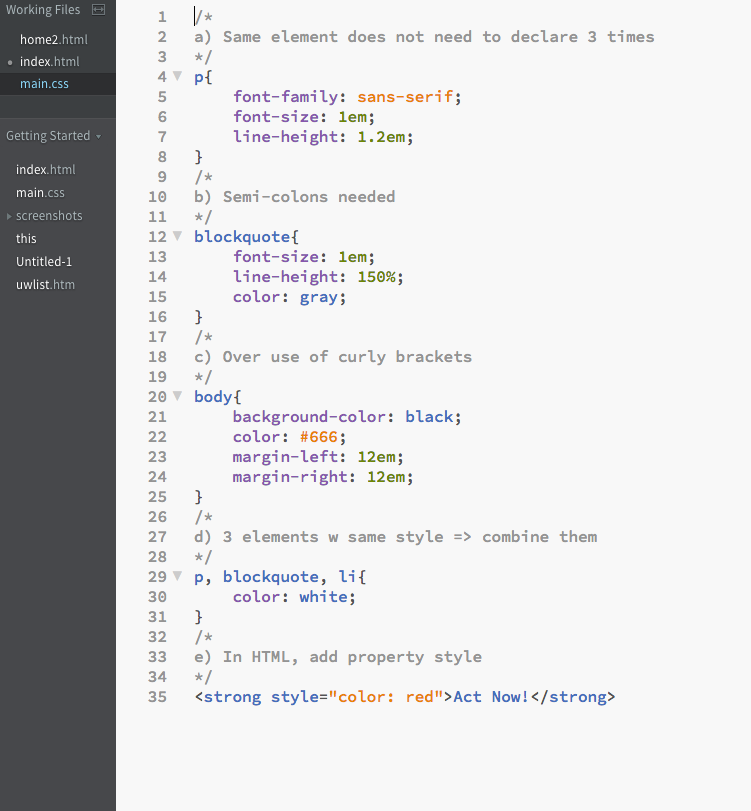 Working Files
home2.html
index.html
main.css
Getting Started
index.html
main.css
screenshots
this
Untitled-1
uwlist.htm
1 /*
2 a) Same element does not need to declare 3 times
3 */
4 p{
5 font-family: sans-serif;
6 font-size: 1em;
7 line-height: 1.2em;
8 }
9 /*
10 b) Semi-colons needed
11 */
12 blockquote{
13 font-size: 1em;
14 line-height: 150%;
15 color: gray;
16 }
17 /*
18 c) Over use of curly brackets
19 */
20 body{
21 background-color: black;
22 color: #666;
23 margin-left: 12em;
24 margin-right: 12em;
25 }
26 /*
27 d) 3 elements w same style => combine them
28 */
29 p, blockquote, li{
30 color: white;
31 }
32 /*
33 e) In HTML, add property style
34 */
35 <strong style="color: red">Act Now!</strong>